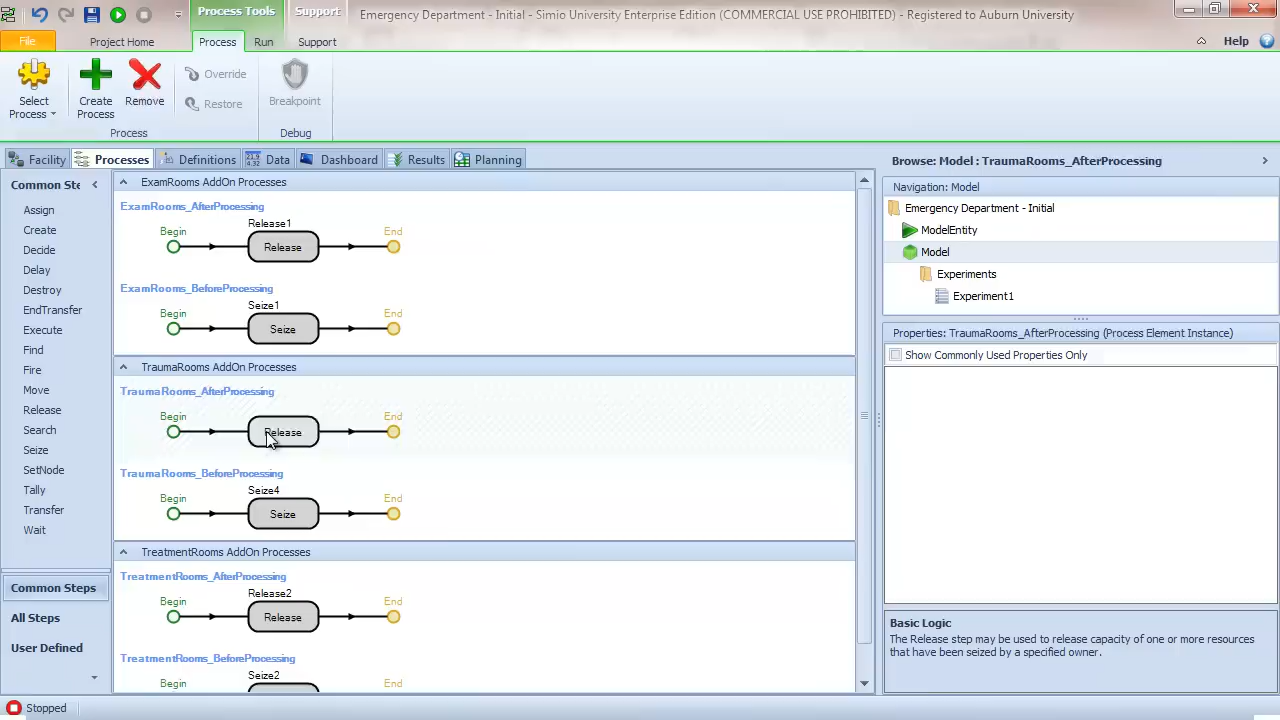 Process Tools
Support
Emergency Department - Initial - Simio University Enterprise Edition (COMMERCIAL USE PROHIBITED) - Registered to Auburn University
File
Project Home
Process
Run
Support
Help
Select Process
Create Process
Remove
Override
Restore
Breakpoint
Process
Debug
Facility
Processes
Definitions
21.9
4.32
Data
Dashboard
Results
Planning
Common Ste
Assign
Create
Decide
Delay
Destroy
EndTransfer
Execute
Find
Fire
Move
Release
Search
Seize
SetNode
Tally
Transfer
Wait
Common Steps
All Steps
User Defined
ExamRooms AddOn Processes
ExamRooms_AfterProcessing
Release1
Begin
End
Release
ExamRooms_BeforeProcessing
Seize1
Begin
End
Seize
TraumaRooms AddOn Processes
TraumaRooms_AfterProcessing
Begin
End
Release
TraumaRooms_BeforeProcessing
Seize4
Begin
End
Seize
TreatmentRooms AddOn Processes
TreatmentRooms_AfterProcessing
Release2
Begin
End
Release
TreatmentRooms_BeforeProcessing
Seize2
Begin
End
Browse: Model : TraumaRooms_AfterProcessing
Navigation: Model
Emergency Department - Initial
ModelEntity
Model
Experiments
Experiment1
Properties: TraumaRooms_AfterProcessing (Process Element Instance)
Show Commonly Used Properties Only
Basic Logic
The Release step may be used to release capacity of one or more resources
that have been seized by a specified owner.
Stopped